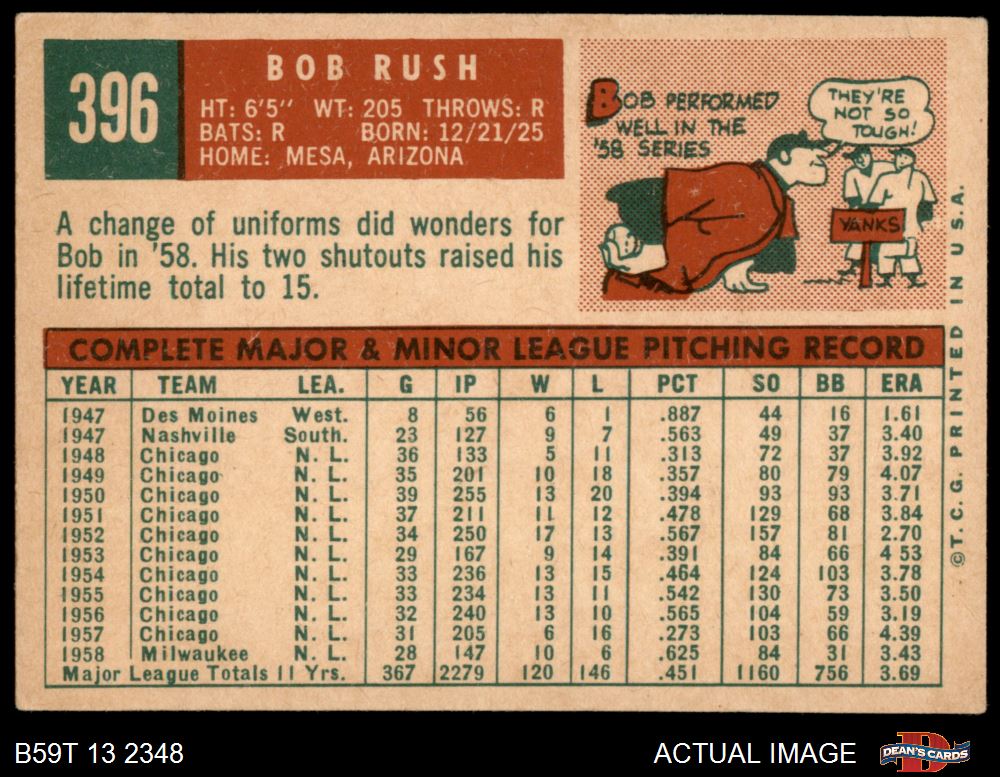 396
BOB RUSH
HT: 6'5" WT: 205 THROWS: R
BATS: R BORN: 12/21/25
HOME: MESA, ARIZONA
BOB PERFORMED
WELL IN THE
'58 SERIES
THEY'RE
NOT SO
TOUGH!
YANKS
A change of uniforms did wonders for
Bob in '58. His two shutouts raised his
lifetime total to 15.
COMPLETE MAJOR & MINOR LEAGUE PITCHING RECORD
YEAR TEAM LEA. G IP W L PCT SO BB ERA
1947 Des Moines West. 8 56 6 1 .887 44 16 1.61
1947 Nashville South. 23 127 9 7 .563 49 37 3.40
1948 Chicago N. L. 36 133 5 11 .313 72 37 3.92
1949 Chicago N. L. 35 201 10 18 .357 80 79 4.07
1950 Chicago N. L. 39 255 13 20 .394 93 93 3.71
1951 Chicago N. L. 37 211 11 12 .478 129 68 3.84
1952 Chicago N. L. 34 250 17 13 .567 157 81 2.70
1953 Chicago N. L. 29 167 9 14 .391 84 66 4 53
1954 Chicago N. L. 33 236 13 15 .464 124 103 3.78
1955 Chicago N. L. 33 234 13 11 .542 130 73 3.50
1956 Chicago N. L. 32 240 13 10 .565 104 59 3.19
1957 Chicago N. L. 31 205 6 16 .273 103 66 4.39
1958 Milwaukee N. L. 28 147 10 6 .625 84 31 3.43
Major League Totals 11 Yrs. 367 2279 120 146 .451 1160 756 3.69
©T. C. G. PRINTED IN U.S.A.
B59T 13 2348
ACTUAL IMAGE
D
DEAN'S CARDS